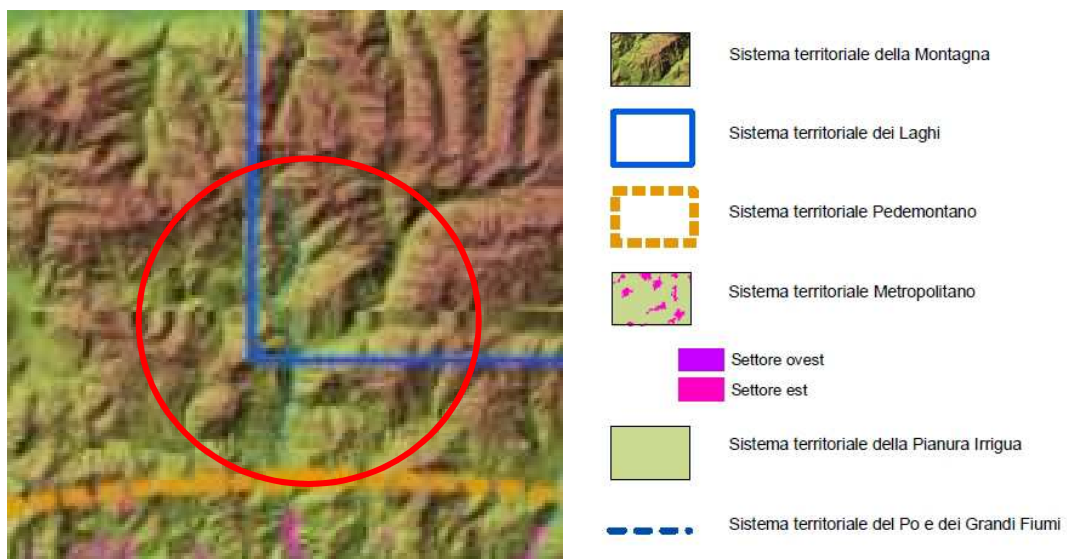 Sistema territoriale della Montagna
Sistema territoriale dei Laghi
Sistema territoriale Pedemontano
Sistema territoriale Metropolitano
Settore ovest
Settore est
Sistema territoriale della Pianura Irrigua
Sistema territoriale del Po e dei Grandi Fiumi